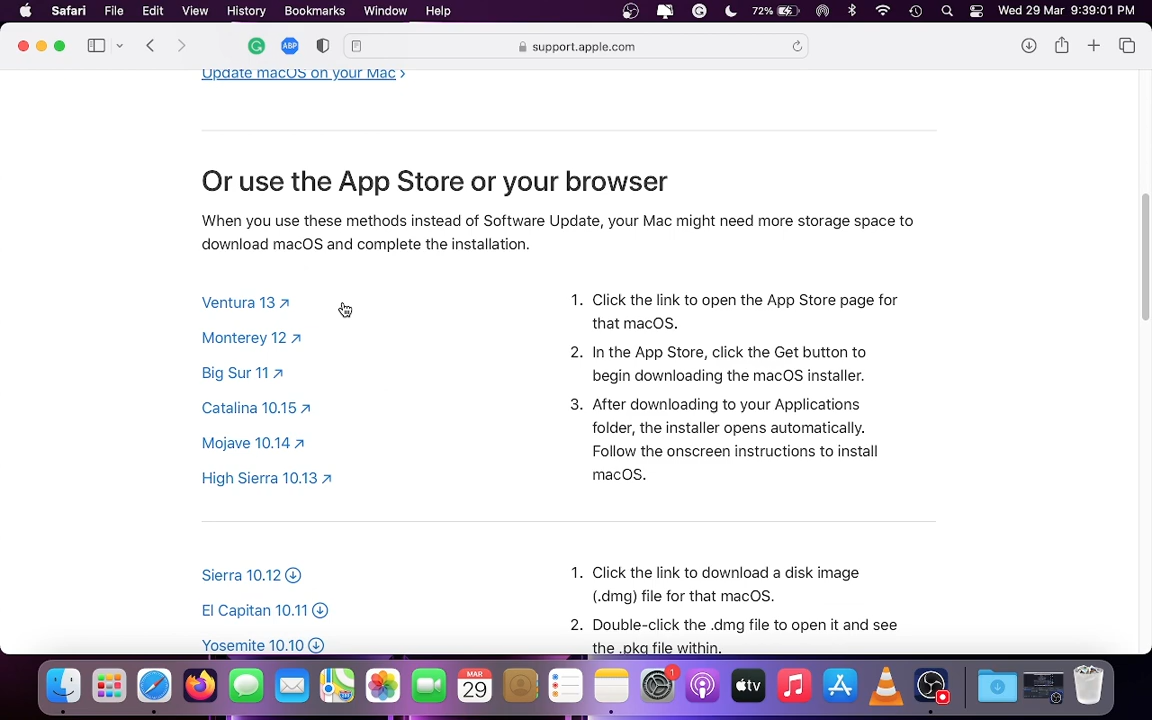 Safari File Edit View History Bookmarks Window Help 72% Wed 29 Mar 9:39:01 PM
ABP support.apple.com
Update macOS on your Mac ›
Or use the App Store or your browser
When you use these methods instead of Software Update, your Mac might need more storage space to
download macOS and complete the installation.
Ventura 13 ↗
Monterey 12 ↗
Big Sur 11 ↗
Catalina 10.15 ↗
Mojave 10.14 ↗
High Sierra 10.13 ↗
1. Click the link to open the App Store page for
that macOS.
2. In the App Store, click the Get button to
begin downloading the macOS installer.
3. After downloading to your Applications
folder, the installer opens automatically.
Follow the onscreen instructions to install
macOS.
Sierra 10.12
El Capitan 10.11
Yosemite 10.10
1. Click the link to download a disk image
(.dmg) file for that macOS.
2. Double-click the .dmg file to open it and see
the .pkg file within.
MAR
29
1
tv